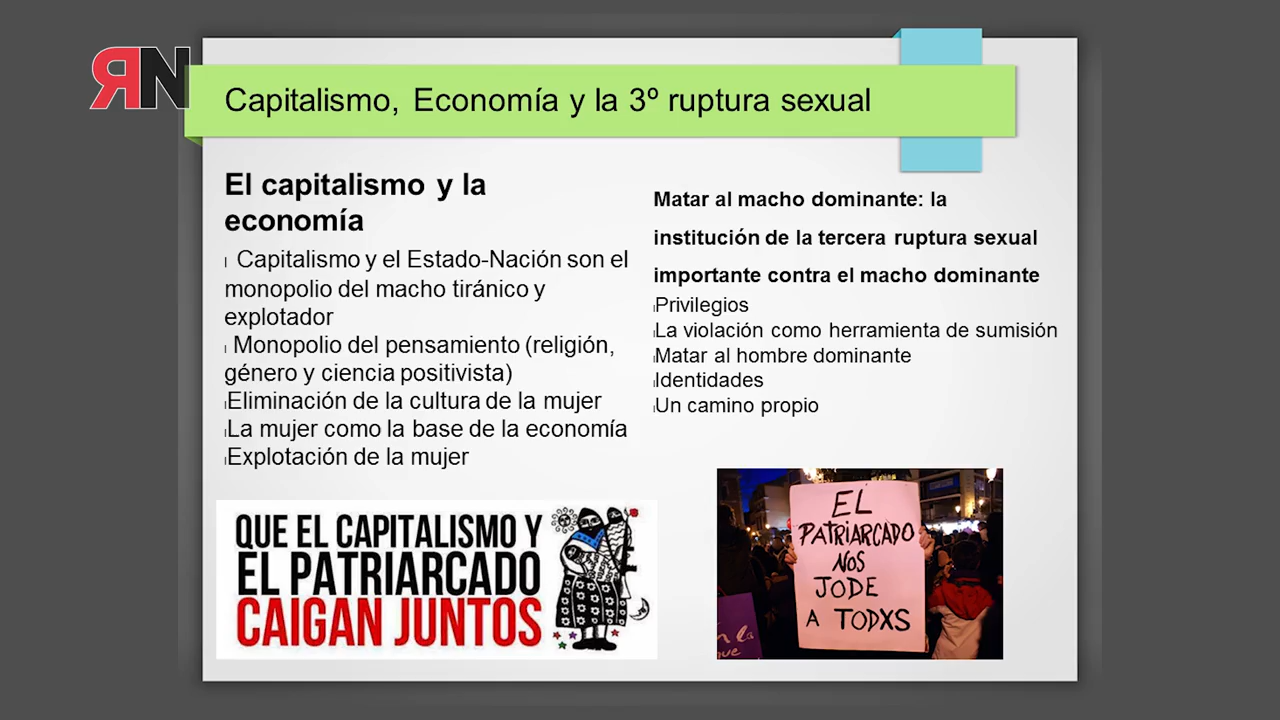 ЯN
Capitalismo, Economía y la 3º ruptura sexual
El capitalismo y la
economía
Capitalismo y el Estado-Nación son el
monopolio del macho tiránico y
explotador
Monopolio del pensamiento (religión,
género y ciencia positivista)
Eliminación de la cultura de la mujer
La mujer como la base de la economía
Explotación de la mujer
QUE EL CAPITALISMO Y
EL PATRIARCADO
CAIGAN JUNTOS
Matar al macho dominante: la
institución de la tercera ruptura sexual
importante contra el macho dominante
Privilegios
La violación como herramienta de sumisión
Matar al hombre dominante
Identidades
Un camino propio
EL
PATRIARCADO
NOS
JODE
A TODXS
la
que